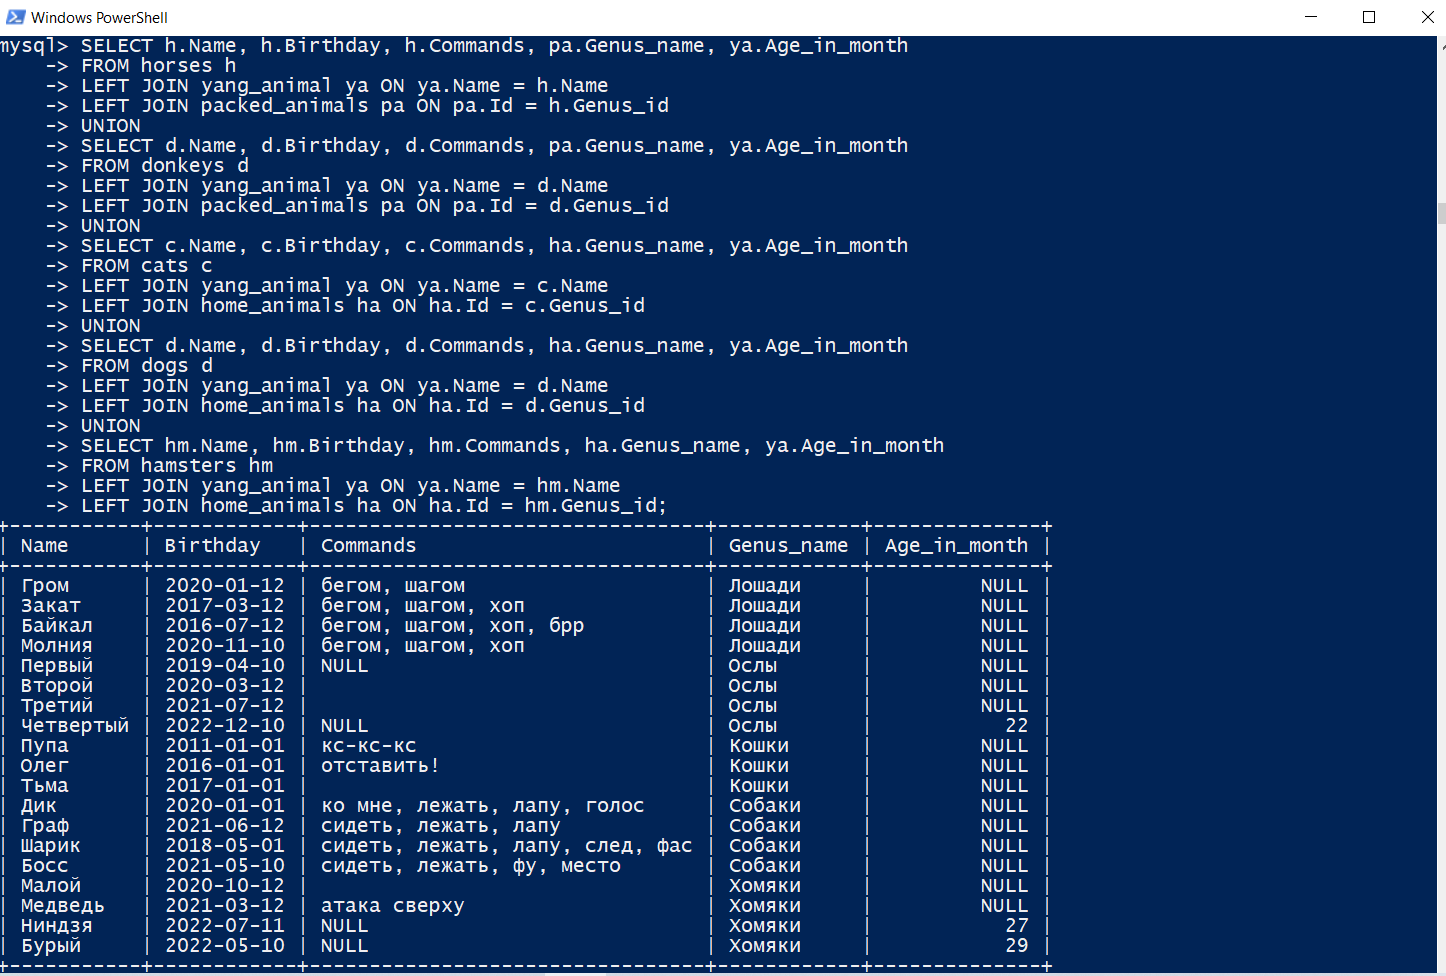 Windows PowerShell
mysql> SELECT h.Name, h.Birthday, h.Commands, pa.Genus_name, ya.Age_in_month
    -> FROM horses h
    -> LEFT JOIN yang_animal ya ON ya.Name = h.Name
    -> LEFT JOIN packed_animals pa ON pa.Id = h.Genus_id
    -> UNION
    -> SELECT d.Name, d.Birthday, d.Commands, pa.Genus_name, ya.Age_in_month
    -> FROM donkeys d
    -> LEFT JOIN yang_animal ya ON ya.Name = d.Name
    -> LEFT JOIN packed_animals pa ON pa.Id = d.Genus_id
    -> UNION
    -> SELECT c.Name, c.Birthday, c.Commands, ha.Genus_name, ya.Age_in_month
    -> FROM cats c
    -> LEFT JOIN yang_animal ya ON ya.Name = c.Name
    -> LEFT JOIN home_animals ha ON ha.Id = c.Genus_id
    -> UNION
    -> SELECT d.Name, d.Birthday, d.Commands, ha.Genus_name, ya.Age_in_month
    -> FROM dogs d
    -> LEFT JOIN yang_animal ya ON ya.Name = d.Name
    -> LEFT JOIN home_animals ha ON ha.Id = d.Genus_id
    -> UNION
    -> SELECT hm.Name, hm.Birthday, hm.Commands, ha.Genus_name, ya.Age_in_month
    -> FROM hamsters hm
    -> LEFT JOIN yang_animal ya ON ya.Name = hm.Name
    -> LEFT JOIN home_animals ha ON ha.Id = hm.Genus_id;
+-----------+------------+---------------------------------+------------+--------------+
| Name      | Birthday   | Commands                        | Genus_name | Age_in_month |
+-----------+------------+---------------------------------+------------+--------------+
| Гром      | 2020-01-12 | бегом, шагом                    | Лошади     |         NULL |
| Закат     | 2017-03-12 | бегом, шагом, хоп               | Лошади     |         NULL |
| Байкал    | 2016-07-12 | бегом, шагом, хоп, брр          | Лошади     |         NULL |
| Молния    | 2020-11-10 | бегом, шагом, хоп               | Лошади     |         NULL |
| Первый    | 2019-04-10 | NULL                            | Ослы       |         NULL |
| Второй    | 2020-03-12 |                                 | Ослы       |         NULL |
| Третий    | 2021-07-12 |                                 | Ослы       |         NULL |
| Четвертый | 2022-12-10 | NULL                            | Ослы       |           22 |
| Пупа      | 2011-01-01 | кс-кс-кс                        | Кошки      |         NULL |
| Олег      | 2016-01-01 | отставить!                      | Кошки      |         NULL |
| Тьма      | 2017-01-01 |                                 | Кошки      |         NULL |
| Дик       | 2020-01-01 | ко мне, лежать, лапу, голос     | Собаки     |         NULL |
| Граф      | 2021-06-12 | сидеть, лежать, лапу            | Собаки     |         NULL |
| Шарик     | 2018-05-01 | сидеть, лежать, лапу, след, фас | Собаки     |         NULL |
| Босс      | 2021-05-10 | сидеть, лежать, фу, место       | Собаки     |         NULL |
| Малой     | 2020-10-12 |                                 | Хомяки     |         NULL |
| Медведь   | 2021-03-12 | атака сверху                    | Хомяки     |         NULL |
| Ниндзя    | 2022-07-11 | NULL                            | Хомяки     |           27 |
| Бурый     | 2022-05-10 | NULL                            | Хомяки     |           29 |
+-----------+------------+---------------------------------+------------+--------------+